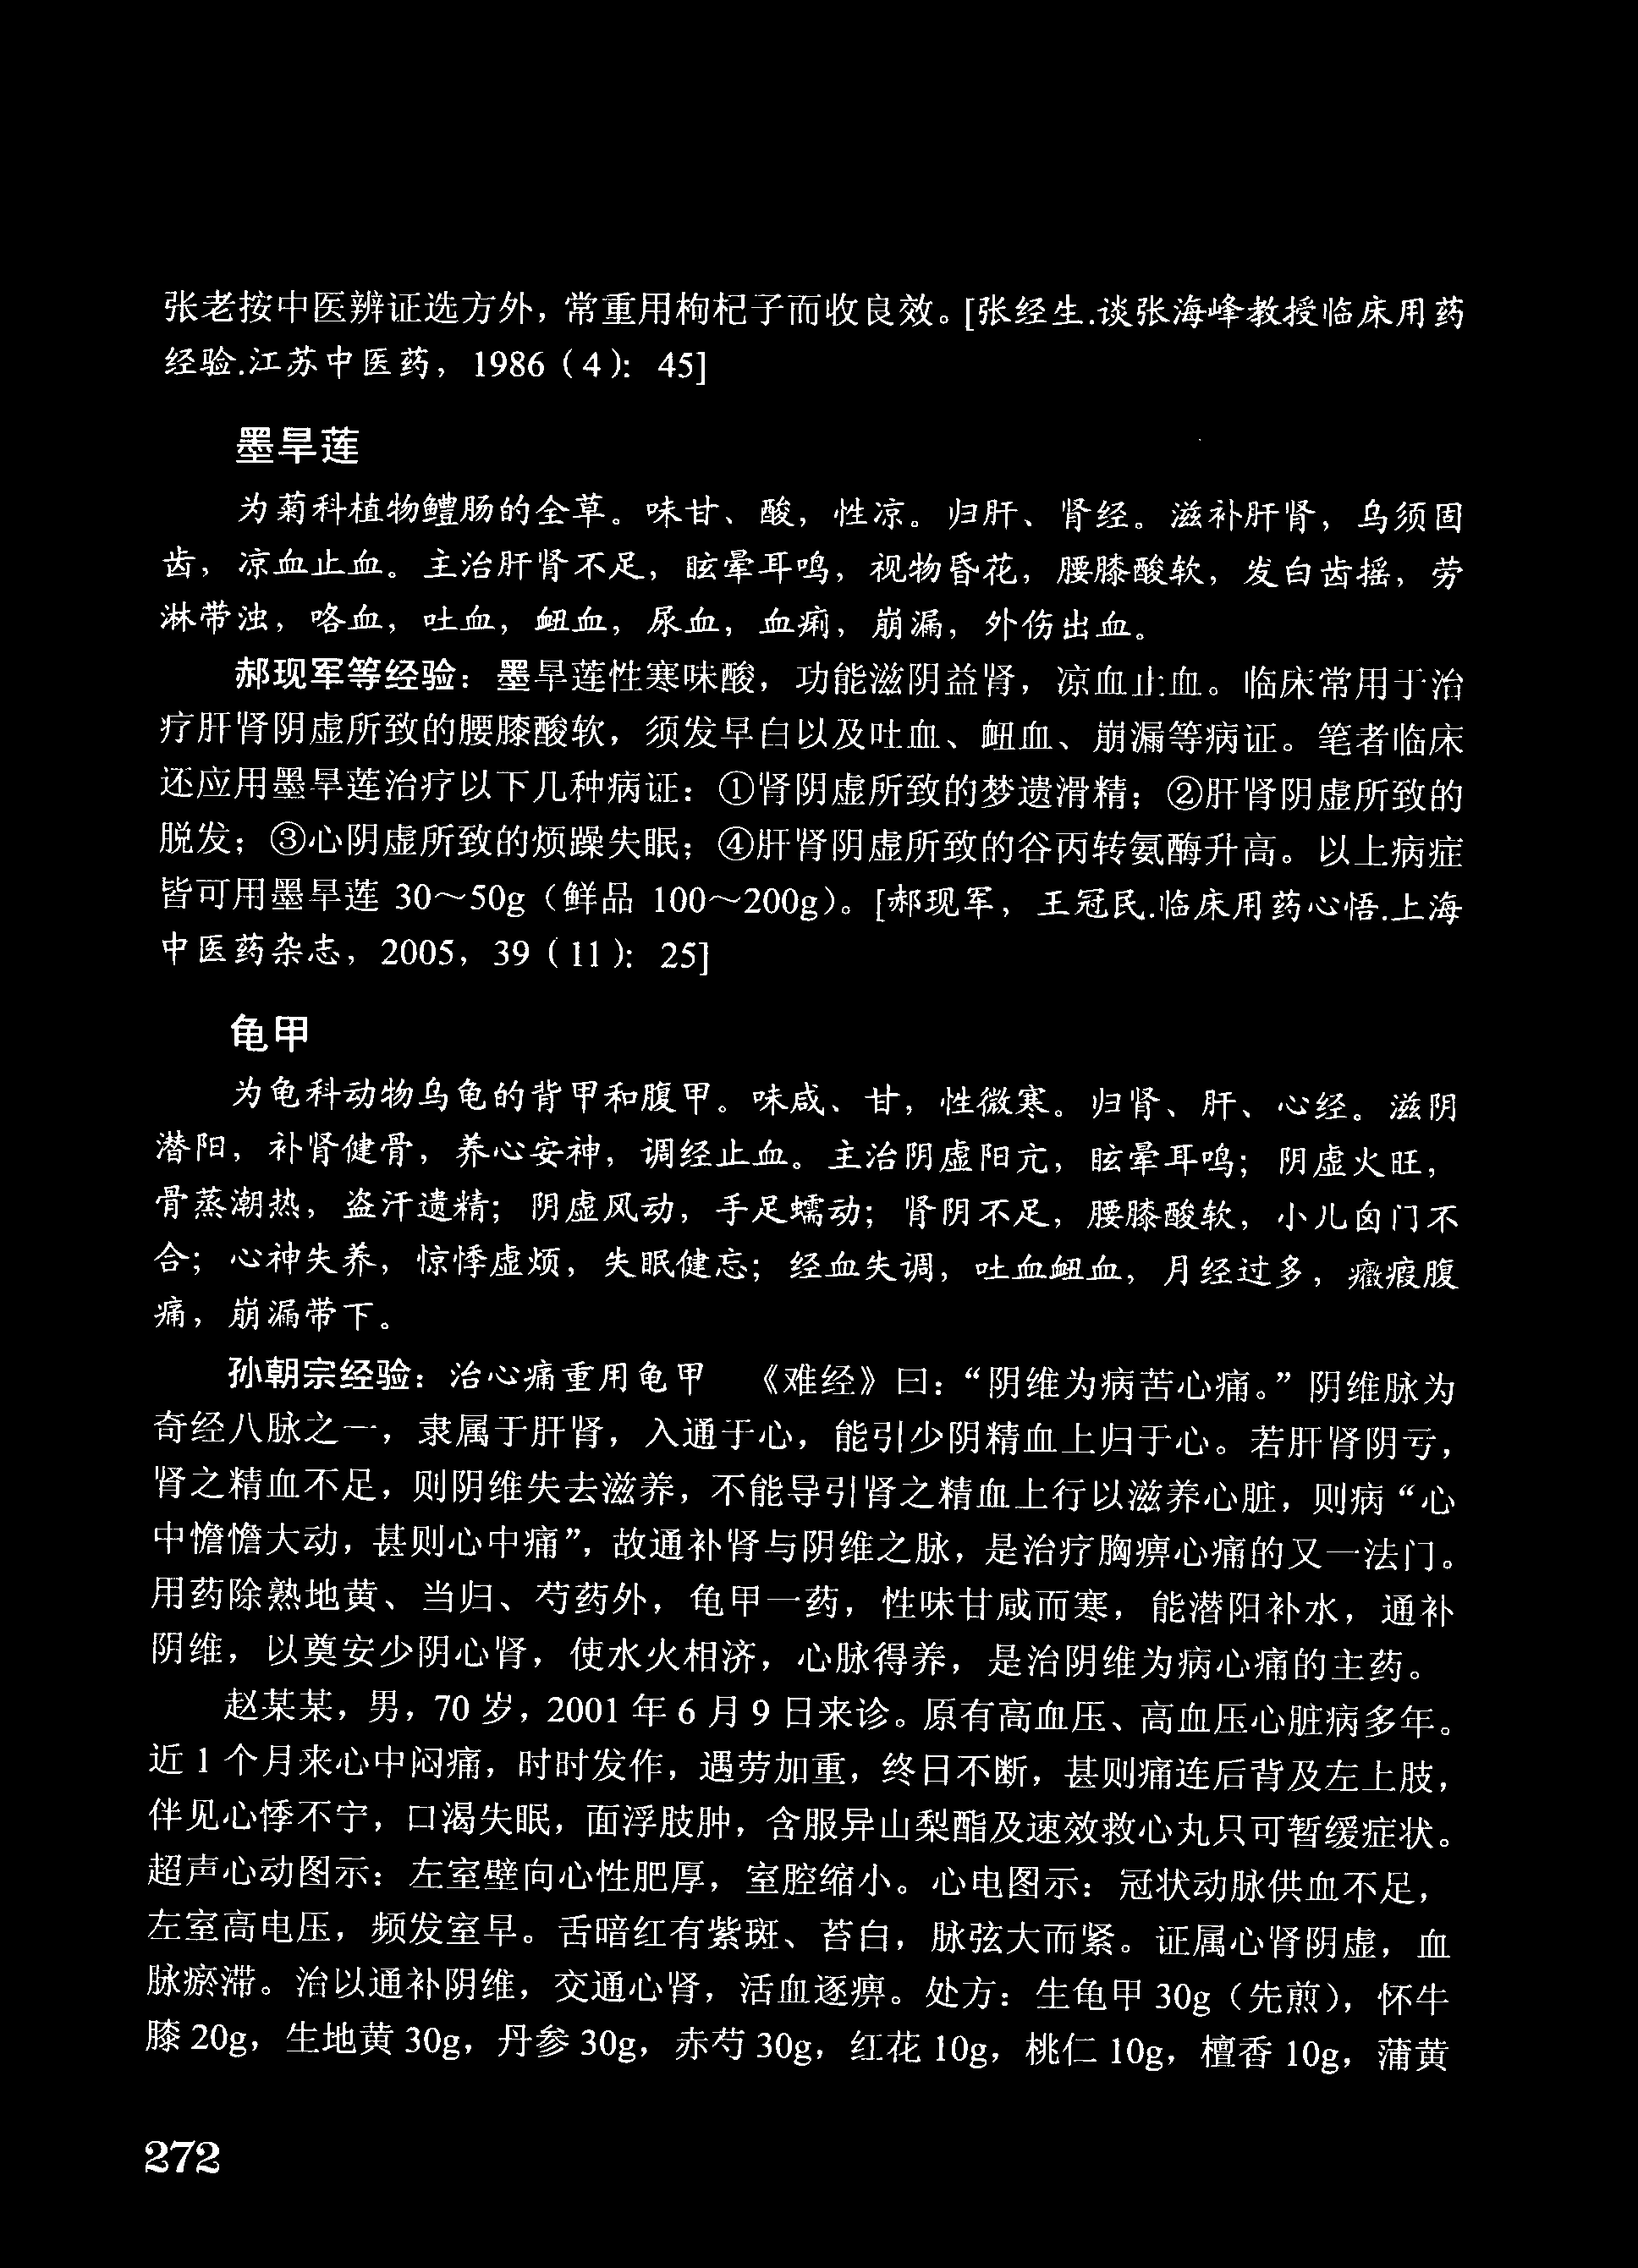 张老按中医辨证选方外，常重用枸杞子而收良效。[张经生.谈张海峰教授临床用药
经验.江苏中医药，1986（4）：45]
墨旱莲
为菊科植物鳢肠的全草。味甘、酸，性凉。归肝、肾经。滋补肝肾，乌须固
齿，凉血止血。主治肝肾不足，眩晕耳鸣，视物昏花，腰膝酸软，发白齿摇，劳
淋带浊，咯血，吐血，衄血，尿血，血痢，崩漏，外伤出血。
郝现军等经验：墨旱莲性寒味酸，功能滋阴益肾，凉血止血。临床常用于治
疗肝肾阴虚所致的腰膝酸软，须发早白以及吐血、衄血、崩漏等病证。笔者临床
还应用墨旱莲治疗以下几种病证：①肾阴虚所致的梦遗滑精；②肝肾阴虚所致的
脱发；③心阴虚所致的烦躁失眠；④肝肾阴虚所致的谷丙转氨酶升高。以上病症
皆可用墨旱莲 30～50g（鲜品 100～200g）。[郝现军，王冠民.临床用药心悟.上海
中医药杂志，2005，39（11）：25]
龟甲
为龟科动物乌龟的背甲和腹甲。味咸、甘，性微寒。归肾、肝、心经。滋阴
潜阳，补肾健骨，养心安神，调经止血。主治阴虚阳亢，眩晕耳鸣；阴虚火旺，
骨蒸潮热，盗汗遗精；阴虚风动，手足蠕动；肾阴不足，腰膝酸软，小儿囟门不
合；心神失养，惊悸虚烦，失眠健忘；经血失调，吐血衄血，月经过多，癥瘕腹
痛，崩漏带下。
孙朝宗经验：治心痛重用龟甲 《难经》曰：“阴维为病苦心痛。”阴维脉为
奇经八脉之一，隶属于肝肾，入通于心，能引少阴精血上归于心。若肝肾阴亏，
肾之精血不足，则阴维失去滋养，不能导引肾之精血上行以滋养心脏，则病“心
中憺憺大动，甚则心中痛”，故通补肾与阴维之脉，是治疗胸痹心痛的又一法门。
用药除熟地黄、当归、芍药外，龟甲一药，性味甘咸而寒，能潜阳补水，通补
阴维，以奠安少阴心肾，使水火相济，心脉得养，是治阴维为病心痛的主药。
赵某某，男，70 岁，2001 年 6 月 9 日来诊。原有高血压、高血压心脏病多年。
近 1 个月来心中闷痛，时时发作，遇劳加重，终日不断，甚则痛连后背及左上肢，
伴见心悸不宁，口渴失眠，面浮肢肿，含服异山梨酯及速效救心丸只可暂缓症状。
超声心动图示：左室壁向心性肥厚，室腔缩小。心电图示：冠状动脉供血不足，
左室高电压，频发室早。舌暗红有紫斑、苔白，脉弦大而紧。证属心肾阴虚，血
脉瘀滞。治以通补阴维，交通心肾，活血逐痹。处方：生龟甲 30g（先煎），怀牛
膝 20g，生地黄 30g，丹参 30g，赤芍 30g，红花 10g，桃仁 10g，檀香 10g，蒲黄
272